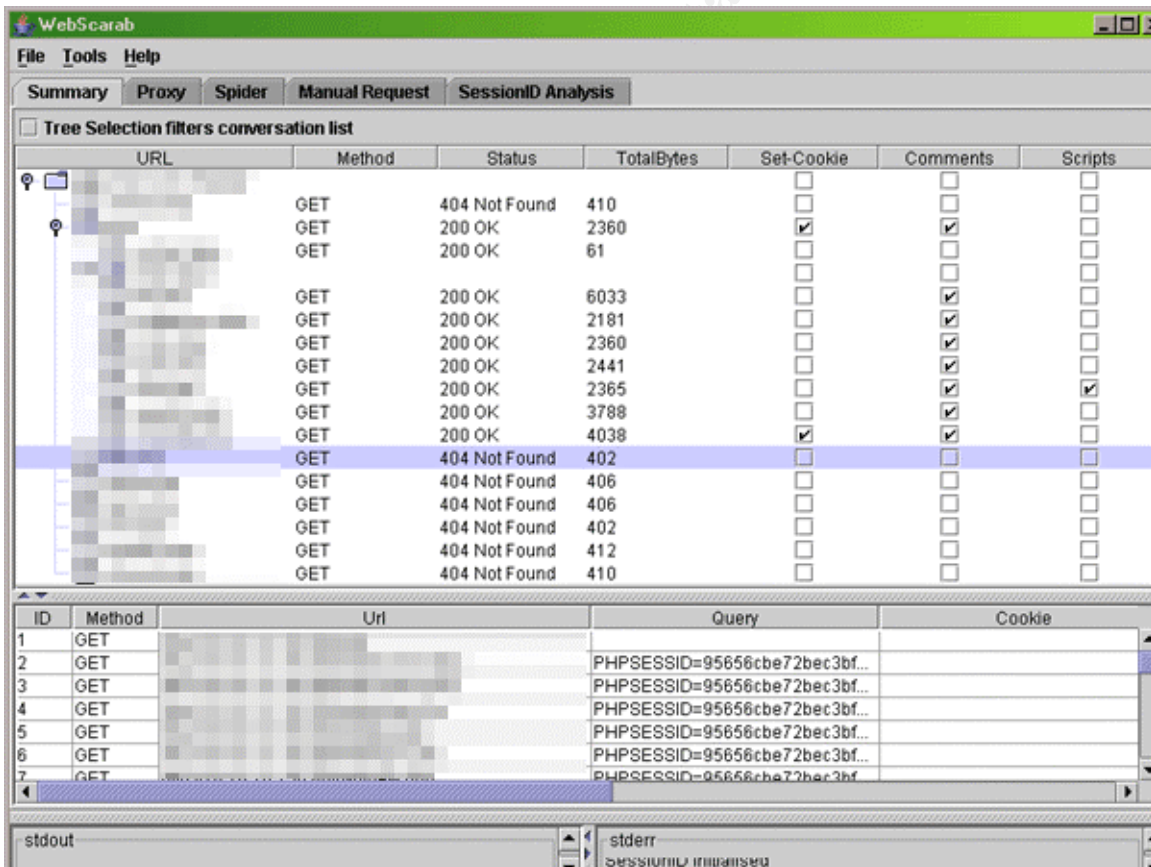 WebScarab
File Tools Help
Summary Proxy Spider Manual Request SessionID Analysis
Tree Selection filters conversation list
URL Method Status TotalBytes Set-Cookie Comments Scripts
GET 404 Not Found 410
GET 200 OK 2360
GET 200 OK 61
GET 200 OK 6033
GET 200 OK 2181
GET 200 OK 2360
GET 200 OK 2441
GET 200 OK 2365
GET 200 OK 3788
GET 200 OK 4038
GET 404 Not Found 402
GET 404 Not Found 406
GET 404 Not Found 406
GET 404 Not Found 402
GET 404 Not Found 412
GET 404 Not Found 410
ID Method Url Query Cookie
1 GET
2 GET PHPSESSID=95656cbe72bec3bf...
3 GET PHPSESSID=95656cbe72bec3bf...
4 GET PHPSESSID=95656cbe72bec3bf...
5 GET PHPSESSID=95656cbe72bec3bf...
6 GET PHPSESSID=95656cbe72bec3bf...
7 GET PHPSESSID=95656cbe72bec3bf...
stdout stderr
SessionID initialised